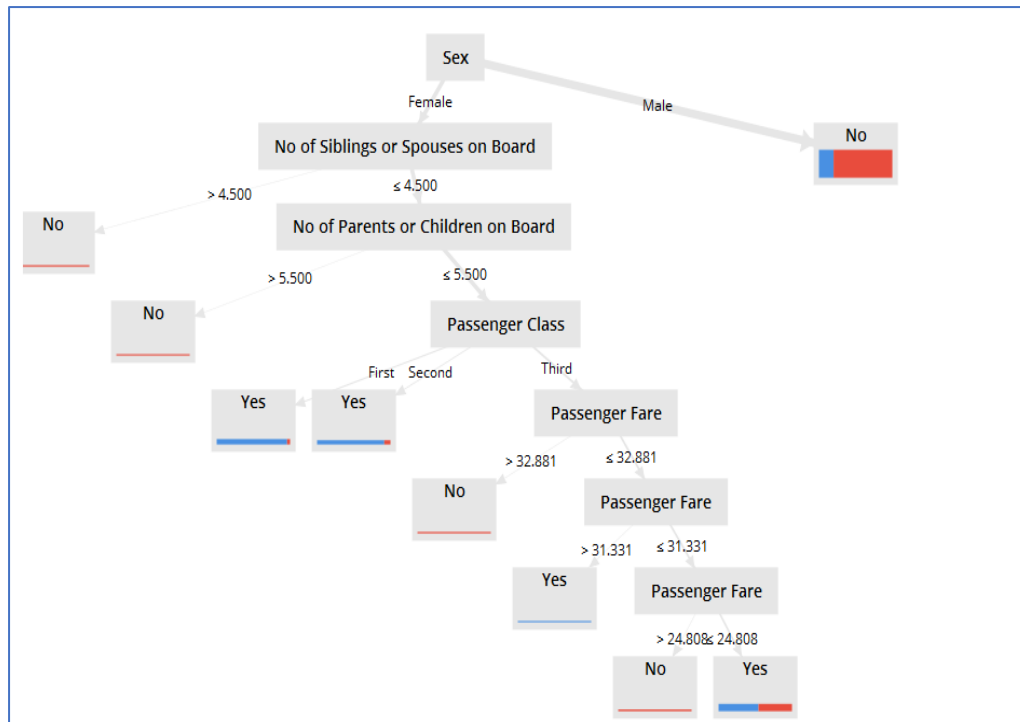 Sex
Female
Male
No
No of Siblings or Spouses on Board
> 4.500
≤ 4.500
No
No of Parents or Children on Board
> 5.500
≤ 5.500
No
Passenger Class
First
Second
Third
Yes
Yes
Passenger Fare
> 32.881
≤ 32.881
No
Passenger Fare
> 31.331
≤ 31.331
Yes
Passenger Fare
> 24.808
≤ 24.808
No
Yes